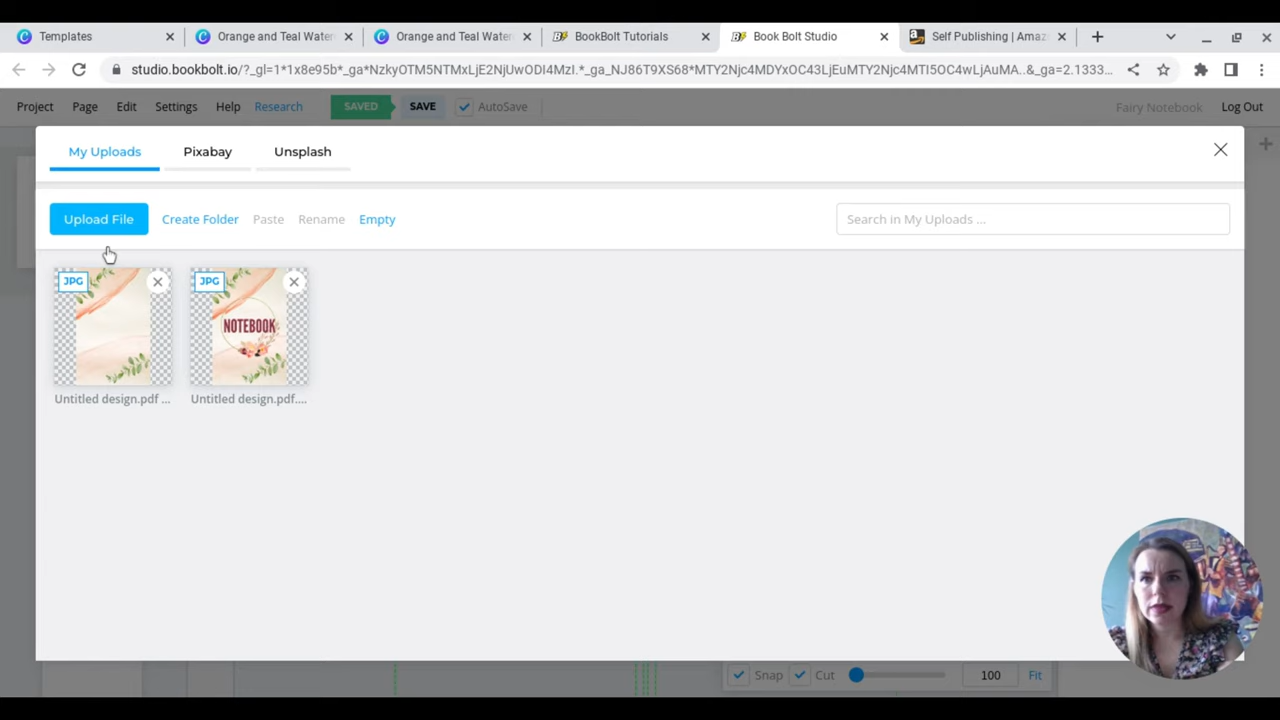 Templates
Orange and Teal Water
Orange and Teal Water
BookBolt Tutorials
Book Bolt Studio
Self Publishing | Amaz
studio.bookbolt.io/?_gl=1*1x8e95b*_ga*NzkyOTM5NTMxLjE2NjUwODI4MzI.*_ga_NJ86T9XS68*MTY2Njc4MDYxOC43LjEuMTY2Njc4MTI5OC4wLjAuMA..&_ga=2.1333...
Project Page Edit Settings Help Research SAVED SAVE AutoSave Fairy Notebook Log Out
My Uploads Pixabay Unsplash
Upload File Create Folder Paste Rename Empty Search in My Uploads ...
JPG JPG
NOTEBOOK
Untitled design.pdf ... Untitled design.pdf....
Snap Cut 100 Fit